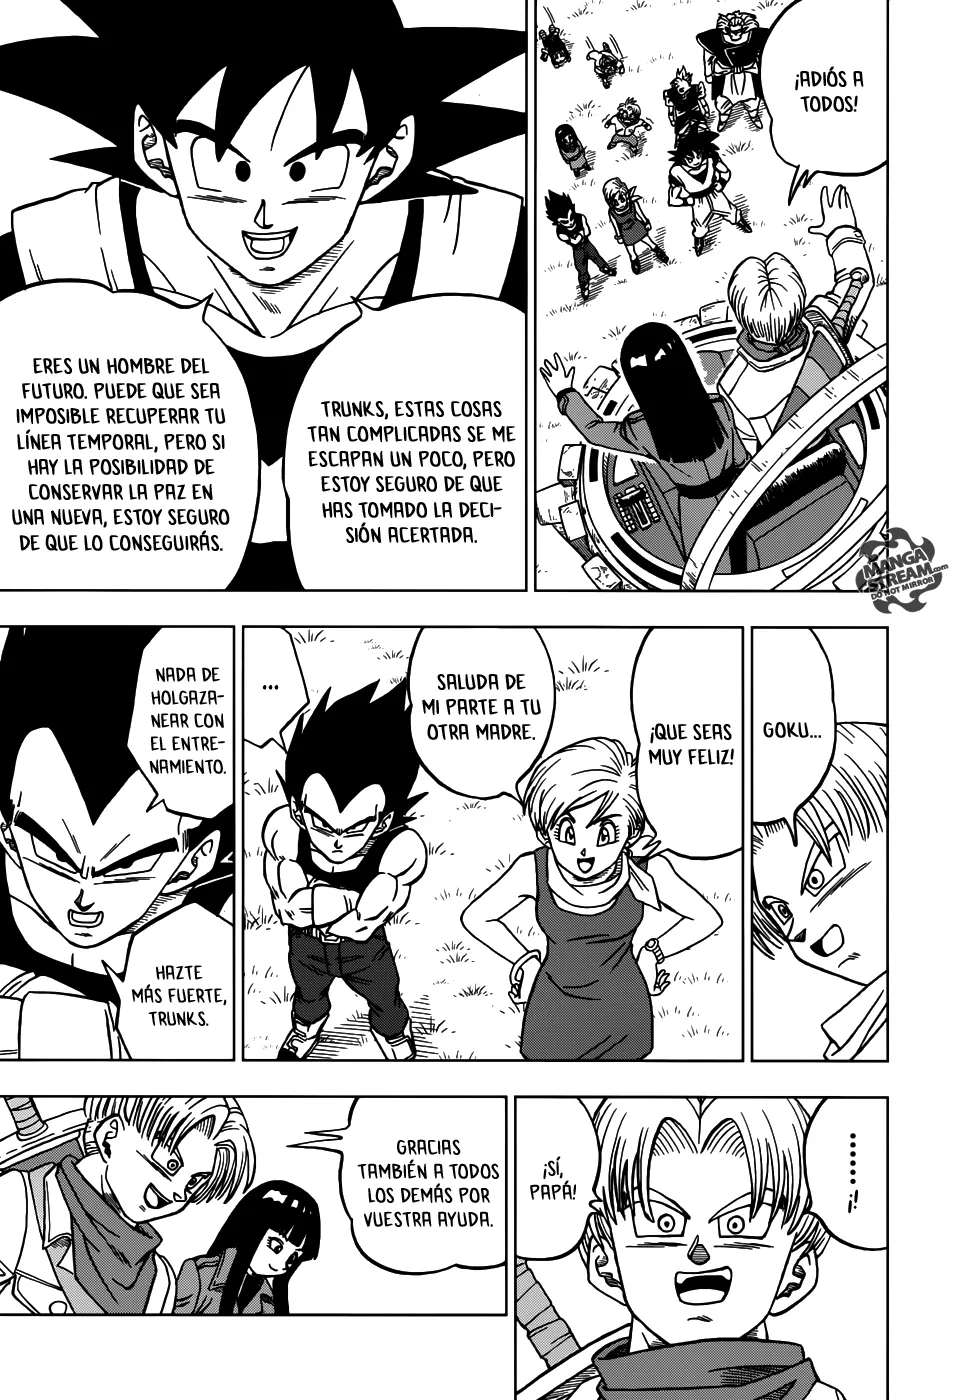 ¡ADIÓS A
TODOS!
TRUNKS, ESTAS COSAS
TAN COMPLICADAS SE ME
ESCAPAN UN POCO, PERO
ESTOY SEGURO DE QUE
HAS TOMADO LA DECI-
SIÓN ACERTADA.
ERES UN HOMBRE DEL
FUTURO. PUEDE QUE SEA
IMPOSIBLE RECUPERAR TU
LÍNEA TEMPORAL, PERO SI
HAY LA POSIBILIDAD DE
CONSERVAR LA PAZ EN
UNA NUEVA, ESTOY SEGURO
DE QUE LO CONSEGUIRÁS.
MANGA
STREAM.com
DO NOT MIRROR
GOKU...
¡QUE SEAS
MUY FELIZ!
SALUDA DE
MI PARTE A TU
OTRA MADRE.
...
NADA DE
HOLGAZA-
NEAR CON
EL ENTRE-
NAMIENTO.
HAZTE
MÁS FUERTE,
TRUNKS.
......¡!
¡SÍ,
PAPÁ!
GRACIAS
TAMBIÉN A TODOS
LOS DEMÁS POR
VUESTRA AYUDA.